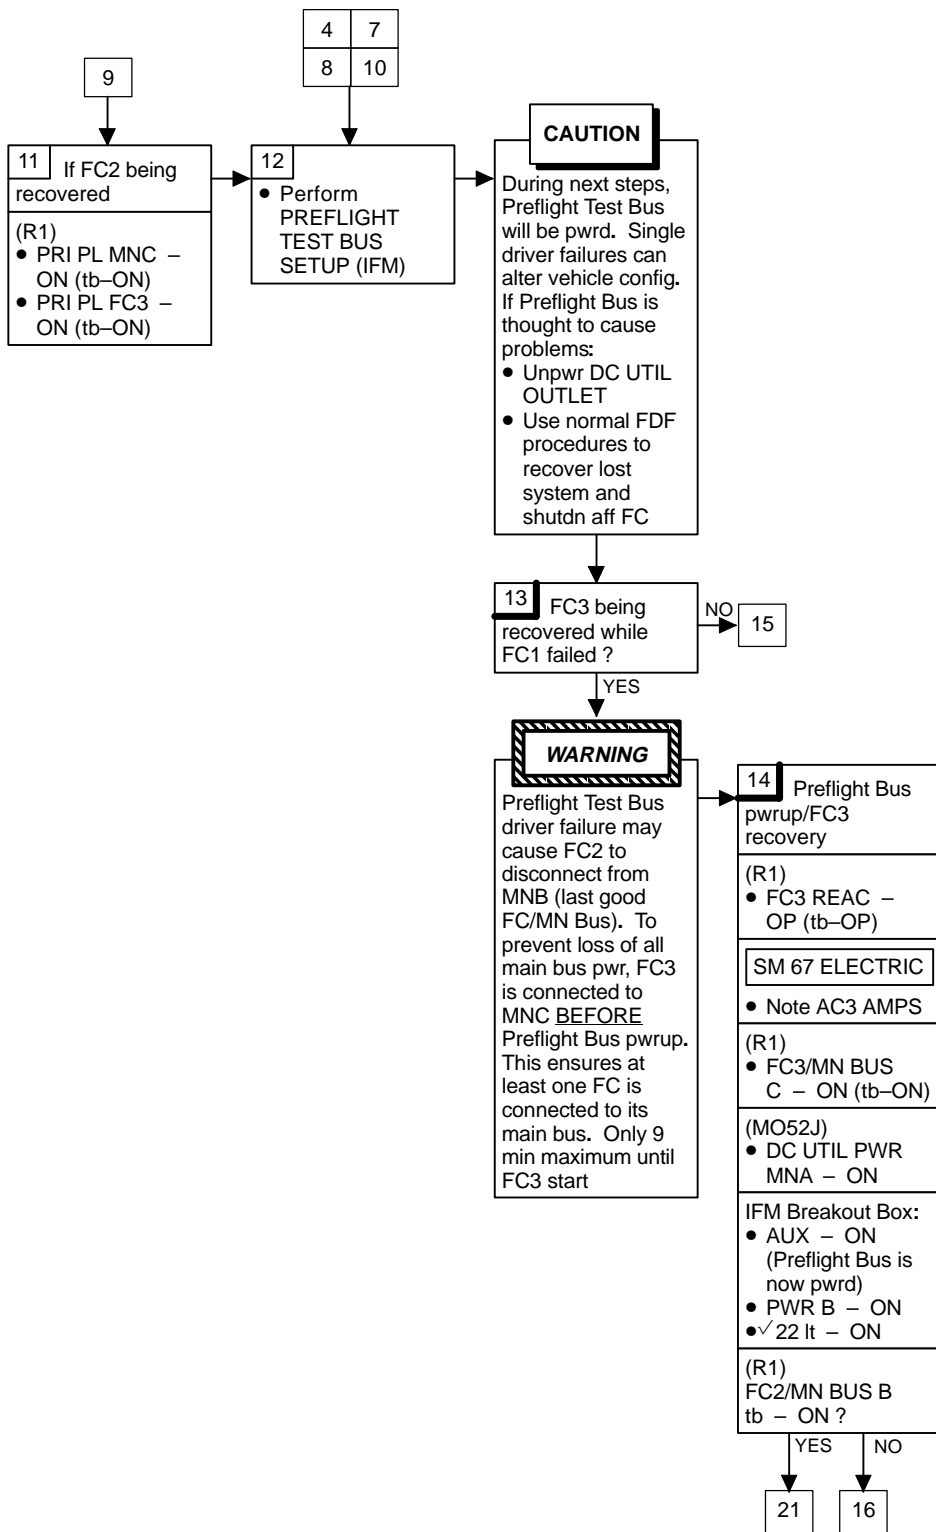 9
4 7
8 10
11 If FC2 being
recovered
(R1)
● PRI PL MNC –
ON (tb–ON)
● PRI PL FC3 –
ON (tb–ON)
12
● Perform
PREFLIGHT
TEST BUS
SETUP (IFM)
CAUTION
During next steps,
Preflight Test Bus
will be pwrd. Single
driver failures can
alter vehicle config.
If Preflight Bus is
thought to cause
problems:
● Unpwr DC UTIL
OUTLET
● Use normal FDF
procedures to
recover lost
system and
shutdn aff FC
13 FC3 being
recovered while
FC1 failed ?
NO
15
YES
WARNING
Preflight Test Bus
driver failure may
cause FC2 to
disconnect from
MNB (last good
FC/MN Bus). To
prevent loss of all
main bus pwr, FC3
is connected to
MNC BEFORE
Preflight Bus pwrup.
This ensures at
least one FC is
connected to its
main bus. Only 9
min maximum until
FC3 start
14 Preflight Bus
pwrup/FC3
recovery
(R1)
● FC3 REAC –
OP (tb–OP)
SM 67 ELECTRIC
● Note AC3 AMPS
(R1)
● FC3/MN BUS
C – ON (tb–ON)
(MO52J)
● DC UTIL PWR
MNA – ON
IFM Breakout Box:
● AUX – ON
(Preflight Bus is
now pwrd)
● PWR B – ON
●√22 lt – ON
(R1)
FC2/MN BUS B
tb – ON ?
YES NO
21 16